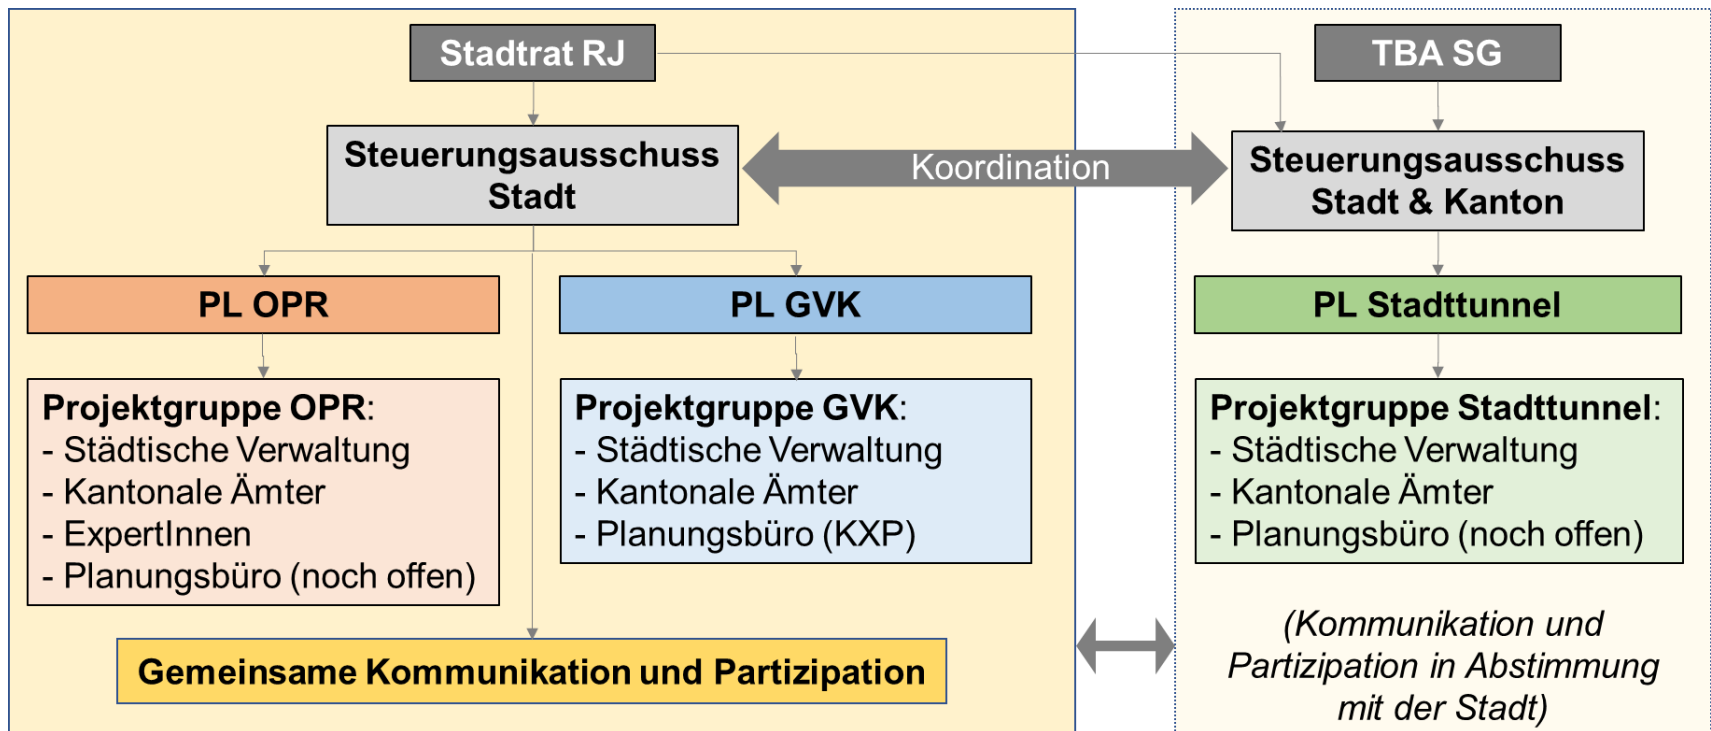 Stadtrat RJ
TBA SG
Steuerungsausschuss
Stadt
Koordination
Steuerungsausschuss
Stadt & Kanton
PL OPR
PL GVK
PL Stadttunnel
Projektgruppe OPR:
- Städtische Verwaltung
- Kantonale Ämter
- ExpertInnen
- Planungsbüro (noch offen)
Projektgruppe GVK:
- Städtische Verwaltung
- Kantonale Ämter
- Planungsbüro (KXP)
Projektgruppe Stadttunnel:
- Städtische Verwaltung
- Kantonale Ämter
- Planungsbüro (noch offen)
Gemeinsame Kommunikation und Partizipation
(Kommunikation und
Partizipation in Abstimmung
mit der Stadt)